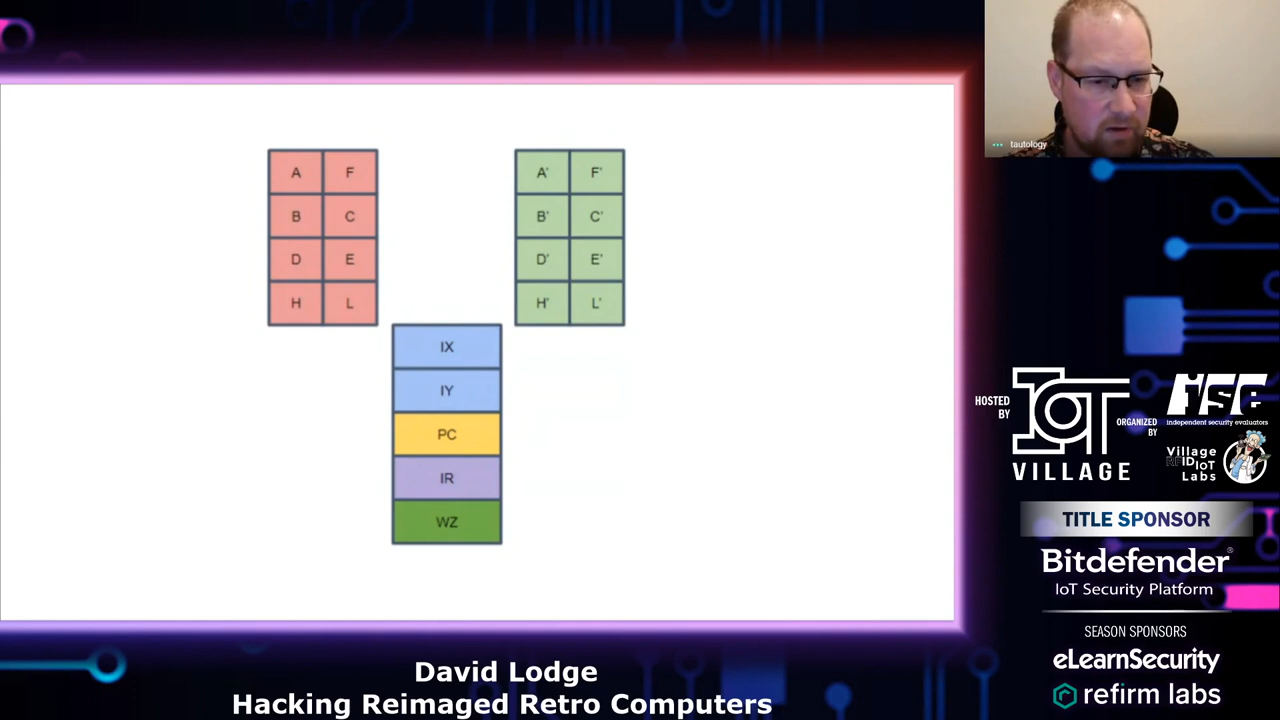 tautology
A F
B C
D E
H L
A' F'
B' C'
D' E'
H' L'
IX
IY
PC
IR
WZ
HOSTED
BY
IOT
VILLAGE
ORGANIZED
BY
ISE
independent security evaluators
Village
RFID IoT
Labs
TITLE SPONSOR
Bitdefender®
IoT Security Platform
SEASON SPONSORS
eLearnSecurity
refirm labs
David Lodge
Hacking Reimaged Retro Computers